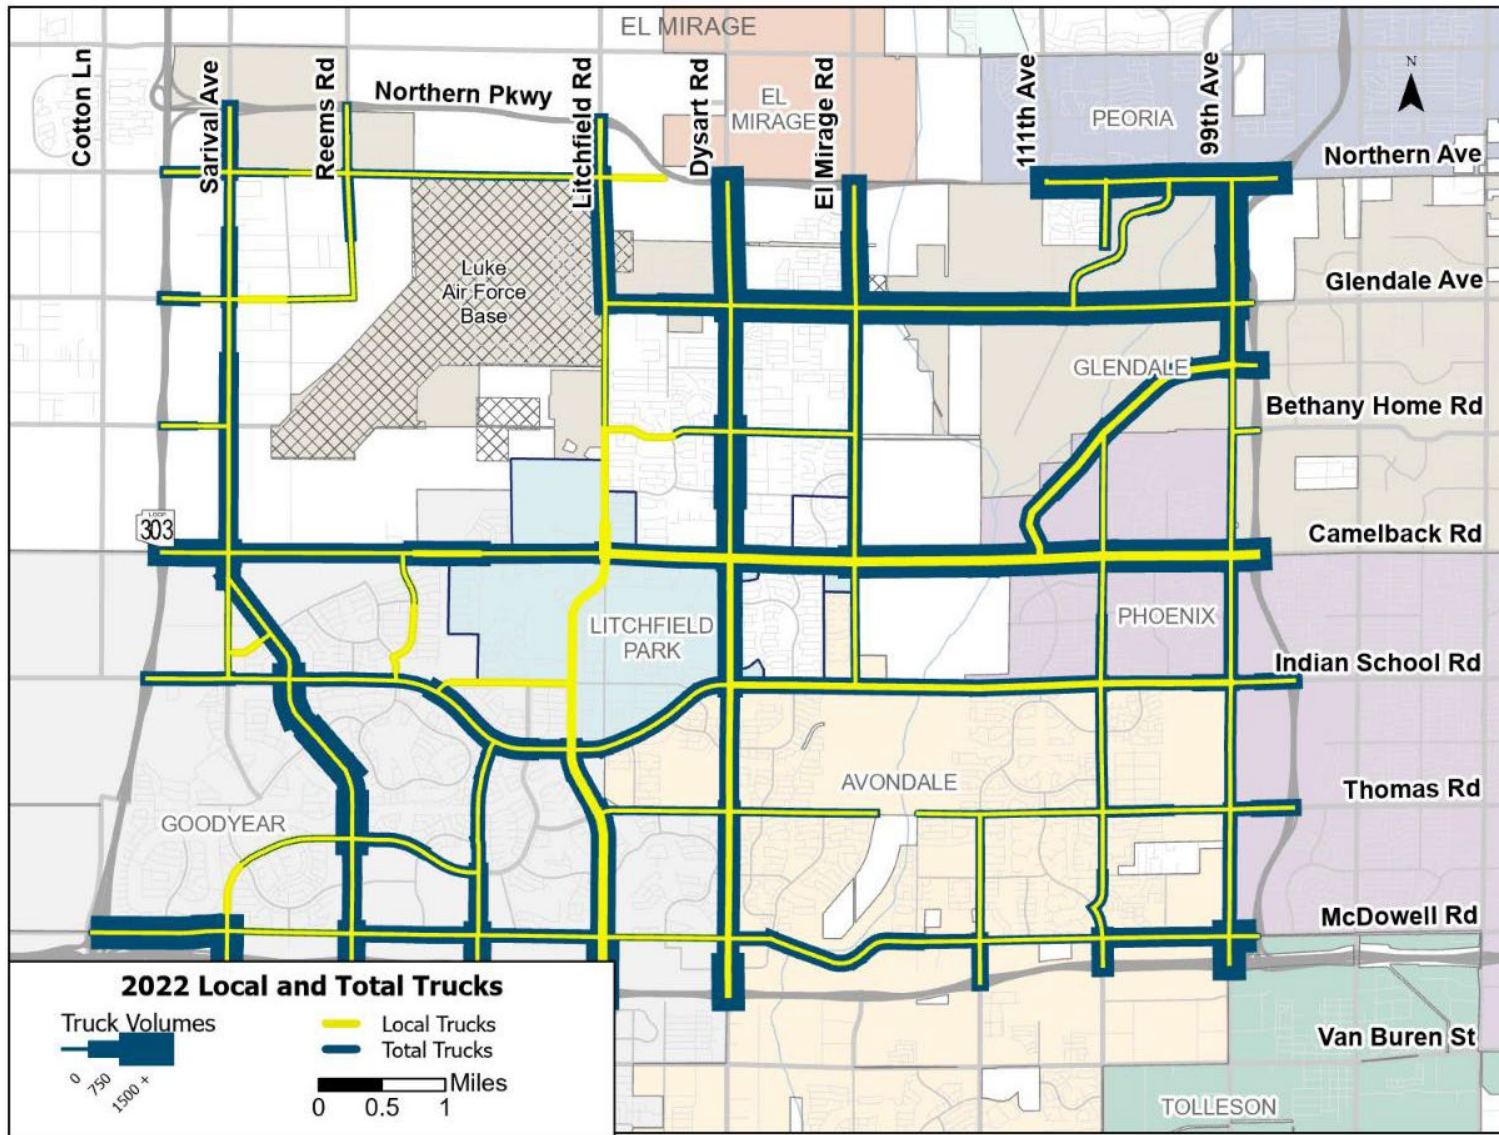 EL MIRAGE
Cotton Ln
Sarival Ave
Reems Rd
Northern Pkwy
Litchfield Rd
Dysart Rd
EL
MIRAGE
El Mirage Rd
111th Ave
PEORIA
99th Ave
N
Northern Ave
Luke
Air Force
Base
Glendale Ave
GLENDALE
Bethany Home Rd
LOOP
303
Camelback Rd
LITCHFIELD
PARK
PHOENIX
Indian School Rd
GOODYEAR
AVONDALE
Thomas Rd
McDowell Rd
2022 Local and Total Trucks
Truck Volumes
0
750
1500 +
Local Trucks
Total Trucks
Miles
0 0.5 1
Van Buren St
TOLLESON